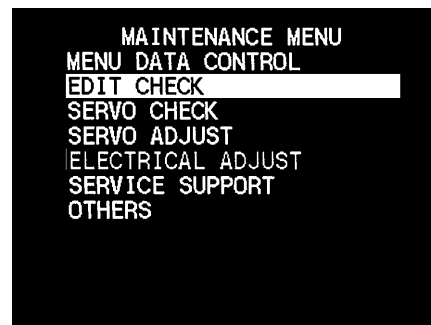 MAINTENANCE MENU
MENU DATA CONTROL
EDIT CHECK
SERVO CHECK
SERVO ADJUST
ELECTRICAL ADJUST
SERVICE SUPPORT
OTHERS